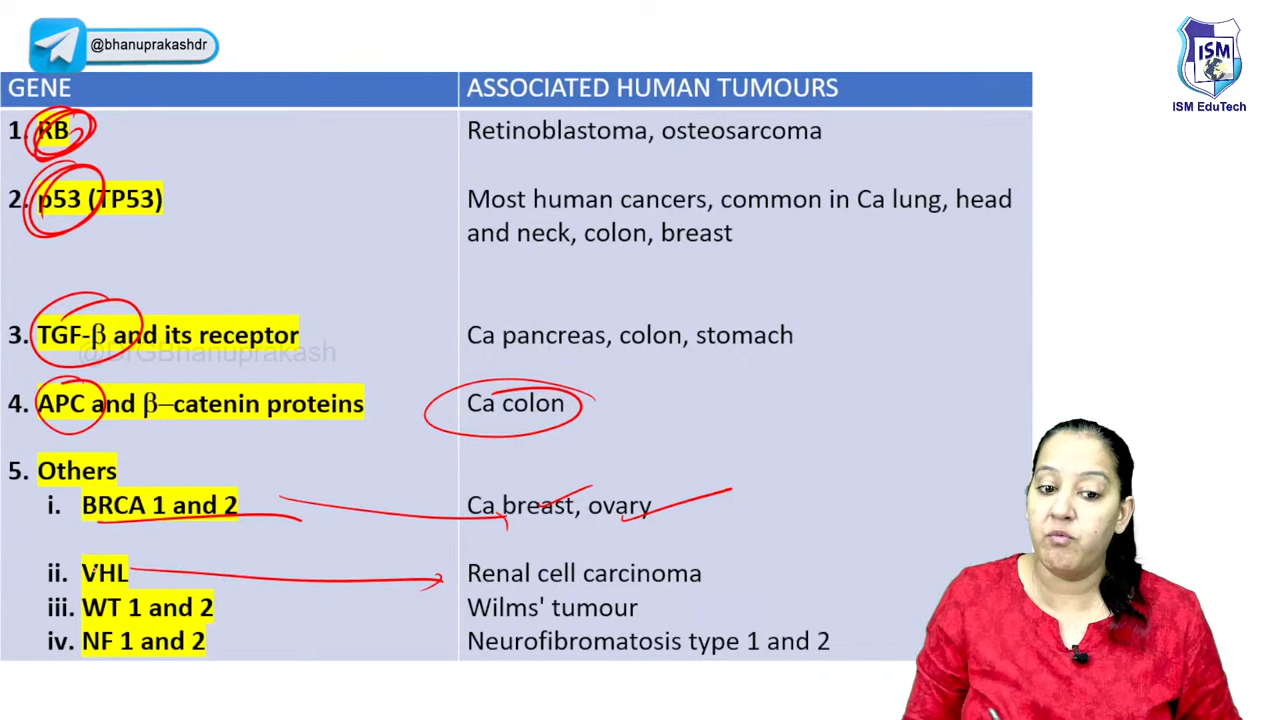 @bhanuprakashdr
ISM
ISM EduTech
GENE
ASSOCIATED HUMAN TUMOURS
1. RB
Retinoblastoma, osteosarcoma
2. p53 (TP53)
Most human cancers, common in Ca lung, head
and neck, colon, breast
3. TGF-β and its receptor
Ca pancreas, colon, stomach
@DrGBhanuprakash
4. APC and β–catenin proteins
Ca colon
5. Others
i. BRCA 1 and 2
Ca breast, ovary
ii. VHL
Renal cell carcinoma
iii. WT 1 and 2
Wilms' tumour
iv. NF 1 and 2
Neurofibromatosis type 1 and 2